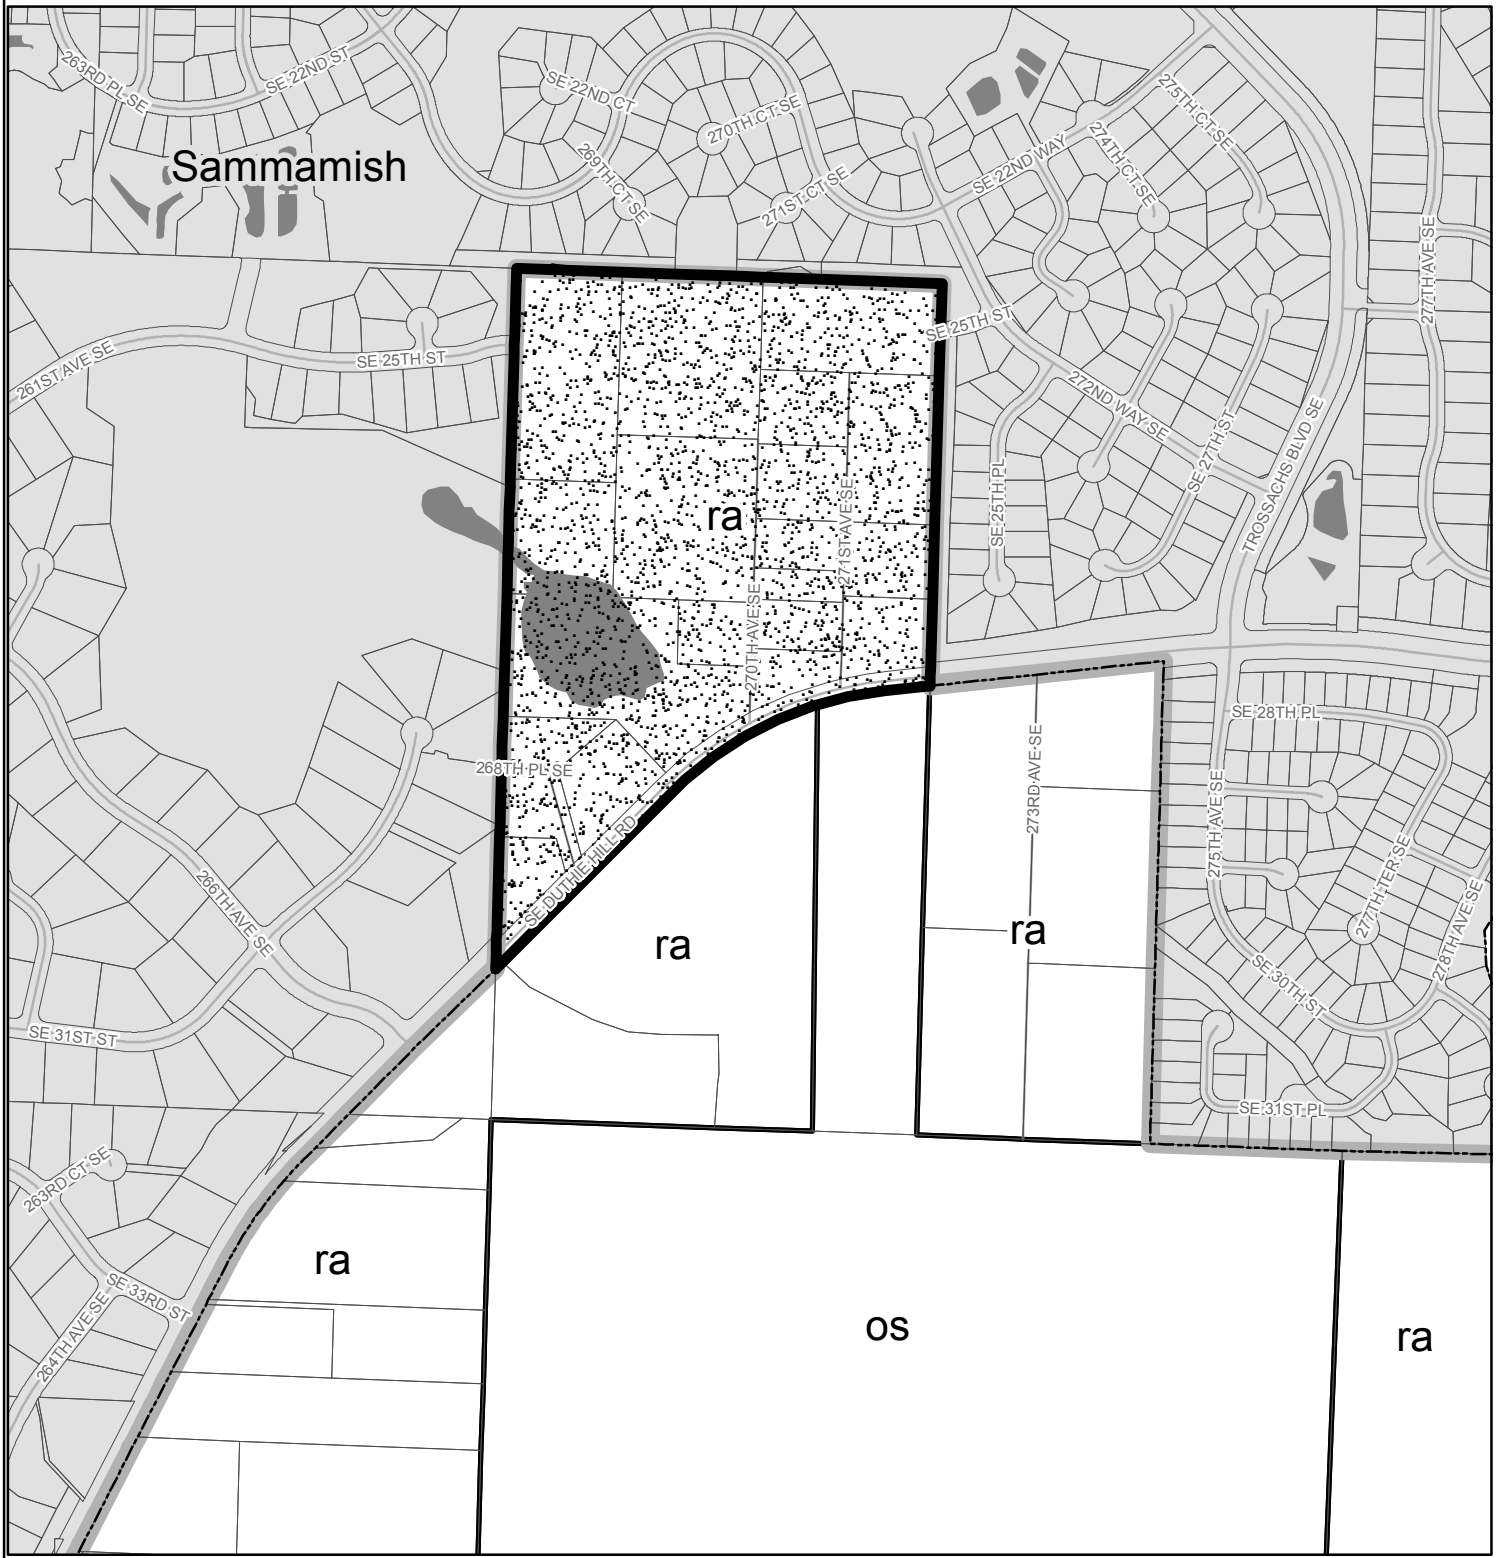 263RD PL SE
SE 22ND ST
SE 22ND CT
270TH CT SE
275TH CT SE
274TH CT SE
Sammamish
269TH CT SE
271ST CT SE
SE 22ND WAY
277TH AVE SE
SE 25TH ST
261ST AVE SE
SE 25TH ST
272ND WAY SE
SE 27TH ST
TROSSACHS BLVD SE
SE 25TH PL
ra
271ST AVE SE
270TH AVE SE
SE 28TH PL
268TH PL SE
273RD AVE SE
275TH AVE SE
SE DUTHIE HILL RD
277TH TER SE
266TH AVE SE
ra
ra
278TH AVE SE
SE 30TH ST
SE 31ST ST
SE 31ST PL
263RD CT SE
ra
SE 33RD ST
264TH AVE SE
os
ra